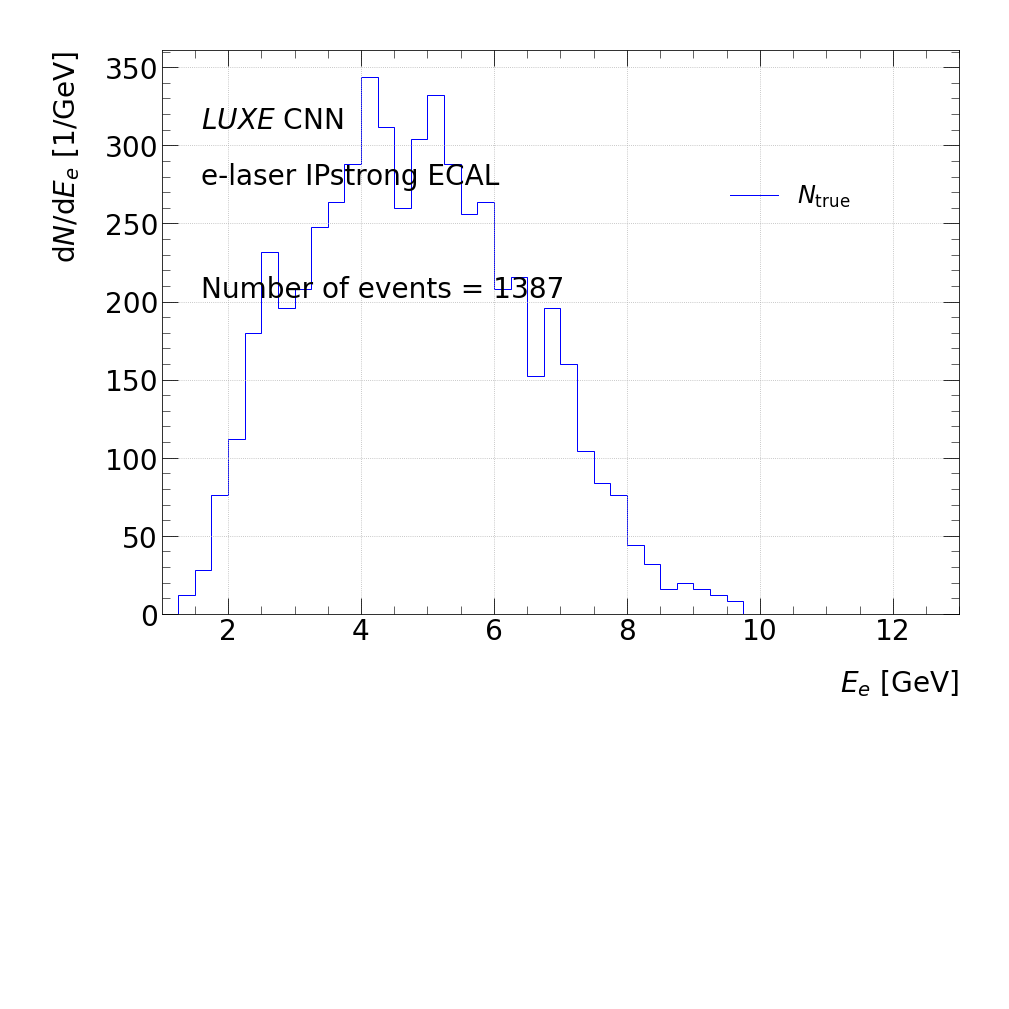 dN/dE_e [1/GeV]
350
300
250
200
150
100
50
0
LUXE CNN
e-laser IPstrong ECAL
Number of events = 1387
N_true
2 4 6 8 10 12
E_e [GeV]